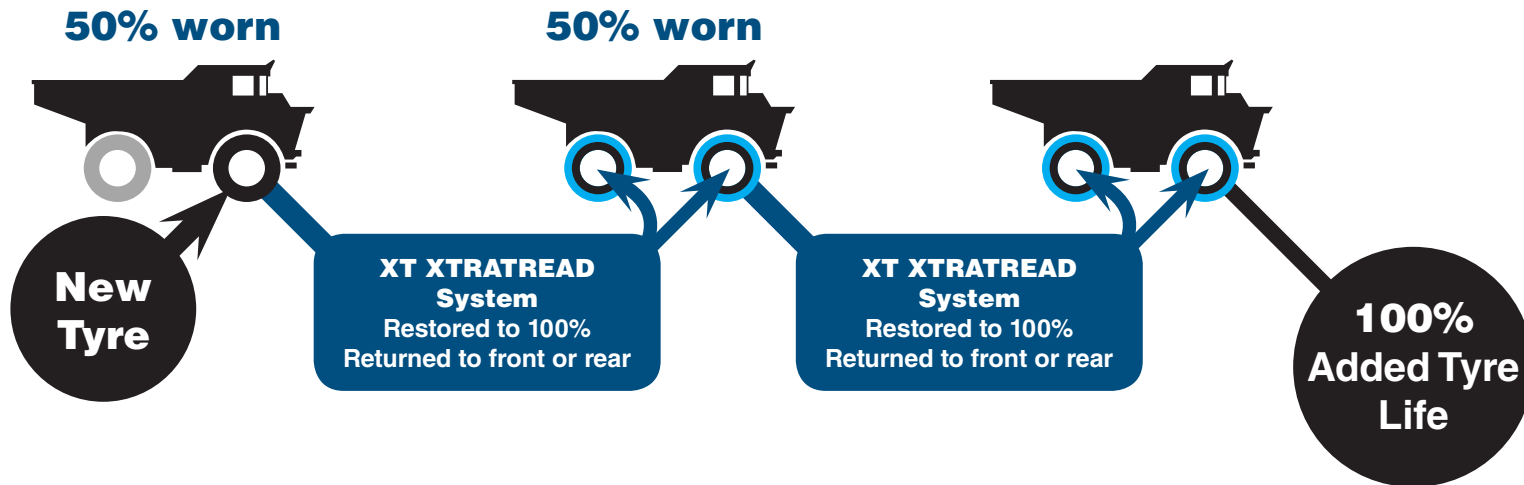 50% worn
50% worn
New
Tyre
XT XTRATREAD
System
Restored to 100%
Returned to front or rear
XT XTRATREAD
System
Restored to 100%
Returned to front or rear
100%
Added Tyre
Life